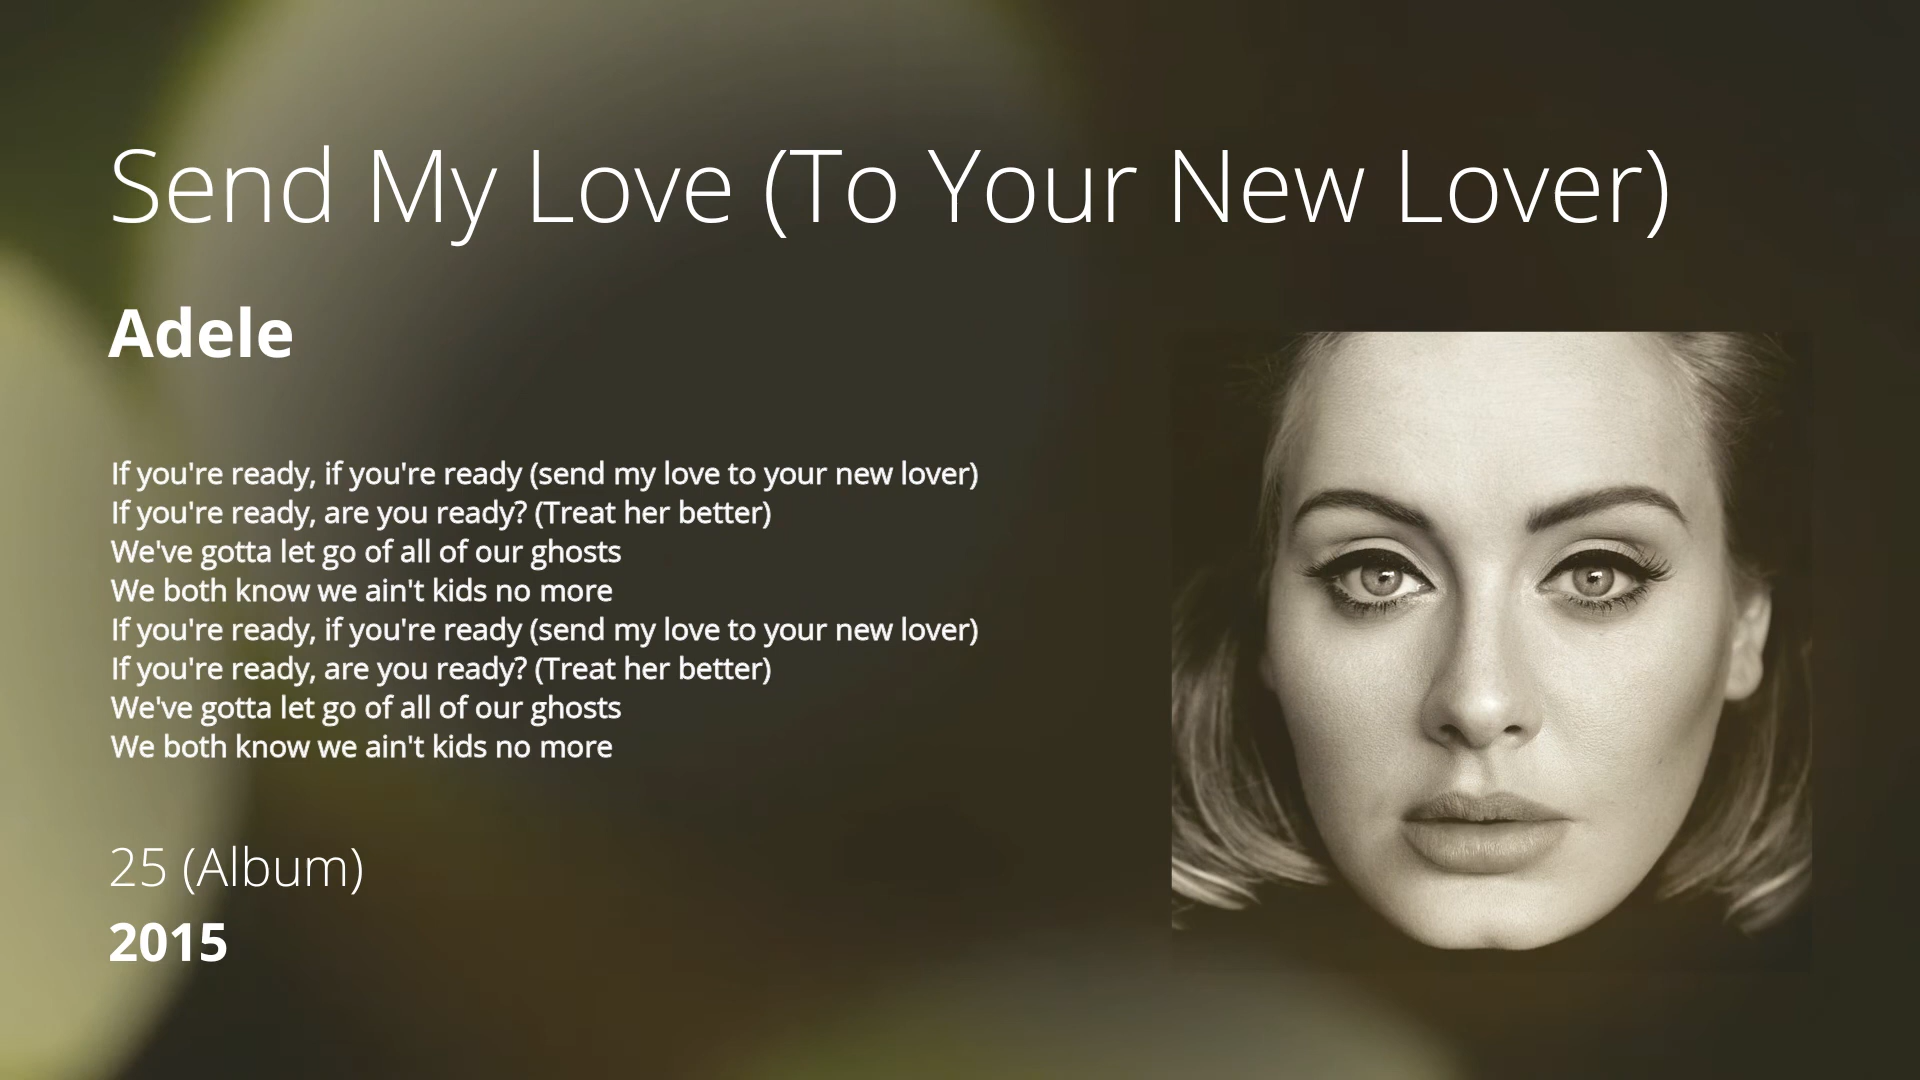 Send My Love (To Your New Lover)
Adele
If you're ready, if you're ready (send my love to your new lover)
If you're ready, are you ready? (Treat her better)
We've gotta let go of all of our ghosts
We both know we ain't kids no more
If you're ready, if you're ready (send my love to your new lover)
If you're ready, are you ready? (Treat her better)
We've gotta let go of all of our ghosts
We both know we ain't kids no more
25 (Album)
2015